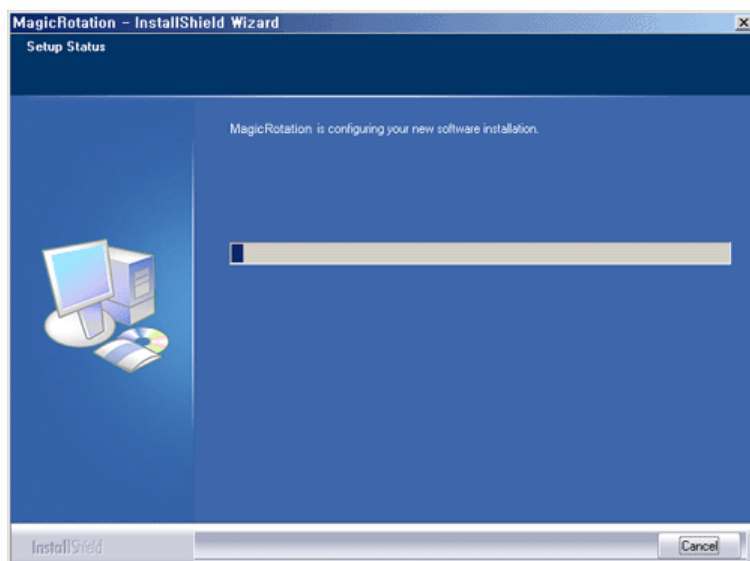 MagicRotation - InstallShield Wizard
Setup Status
MagicRotation is configuring your new software installation.
InstallShield
Cancel